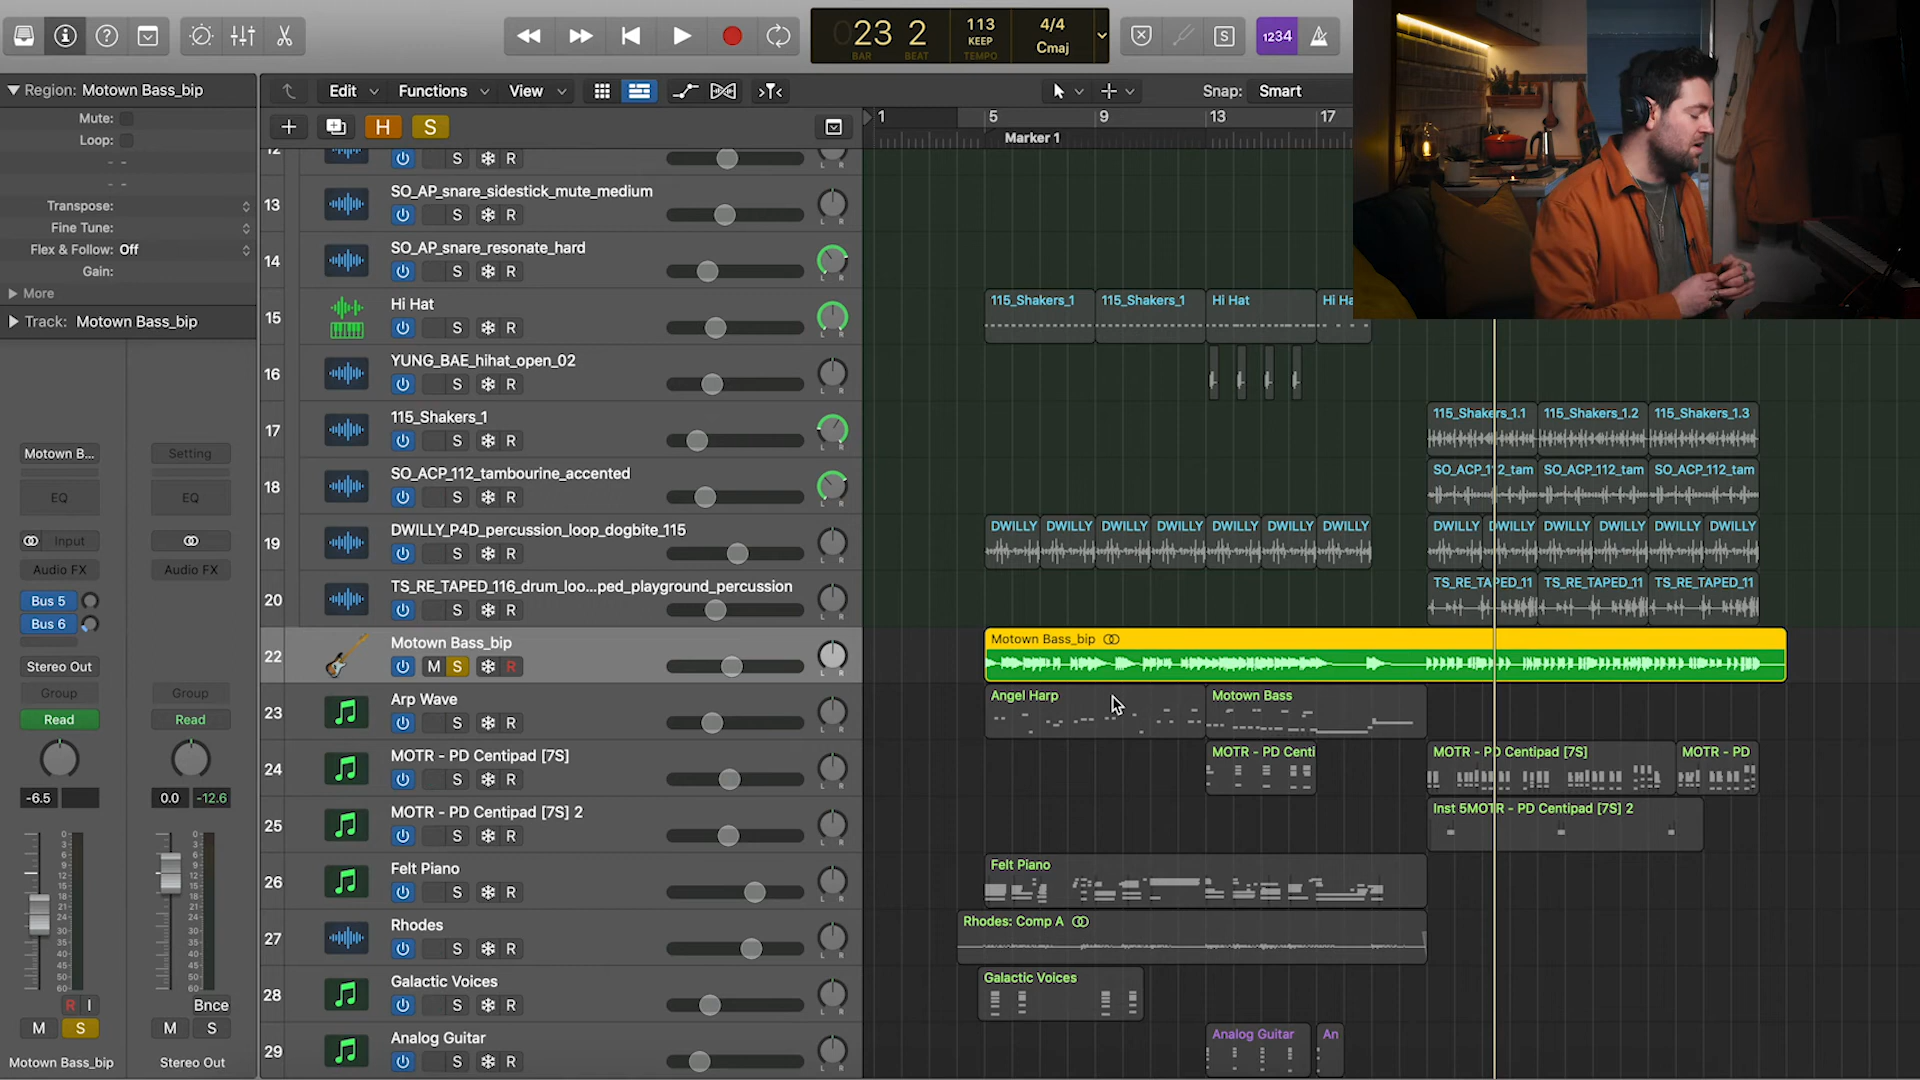 23 2
BAR BEAT
113
KEEP
TEMPO
4/4
Cmaj
S
1234
Region: Motown Bass_bip
Mute:
Loop:
Transpose:
Fine Tune:
Flex & Follow: Off
Gain:
More
Track: Motown Bass_bip
Edit Functions View
Snap: Smart
H S
1 5 9 13 17
Marker 1
12
S R
13 SO_AP_snare_sidestick_mute_medium
S R
L R
14 SO_AP_snare_resonate_hard
S R
L R
15 Hi Hat
S R
L R
115_Shakers_1 115_Shakers_1 Hi Hat Hi Ha
16 YUNG_BAE_hihat_open_02
S R
L R
17 115_Shakers_1
S R
L R
115_Shakers_1.1 115_Shakers_1.2 115_Shakers_1.3
18 SO_ACP_112_tambourine_accented
S R
L R
SO_ACP_112_tam SO_ACP_112_tam SO_ACP_112_tam
19 DWILLY_P4D_percussion_loop_dogbite_115
S R
L R
DWILLY DWILLY DWILLY DWILLY DWILLY DWILLY DWILLY DWILLY DWILLY DWILLY DWILLY DWILLY DWILLY
20 TS_RE_TAPED_116_drum_loo...ped_playground_percussion
S R
L R
TS_RE_TAPED_11 TS_RE_TAPED_11 TS_RE_TAPED_11
22 Motown Bass_bip
M S R
L R
Motown Bass_bip
23 Arp Wave
S R
L R
Angel Harp Motown Bass
24 MOTR - PD Centipad [7S]
S R
L R
MOTR - PD Centi MOTR - PD Centipad [7S] MOTR - PD
25 MOTR - PD Centipad [7S] 2
S R
L R
Inst 5MOTR - PD Centipad [7S] 2
26 Felt Piano
S R
L R
Felt Piano
27 Rhodes
S R
L R
Rhodes: Comp A
28 Galactic Voices
S R
L R
Galactic Voices
29 Analog Guitar
S R
L R
Analog Guitar An
Motown B... Setting
EQ EQ
Input
Audio FX Audio FX
Bus 5
Bus 6
Stereo Out
Group Group
Read Read
-6.5 0.0 -12.6
R I Bnce
M S M S
Motown Bass_bip Stereo Out